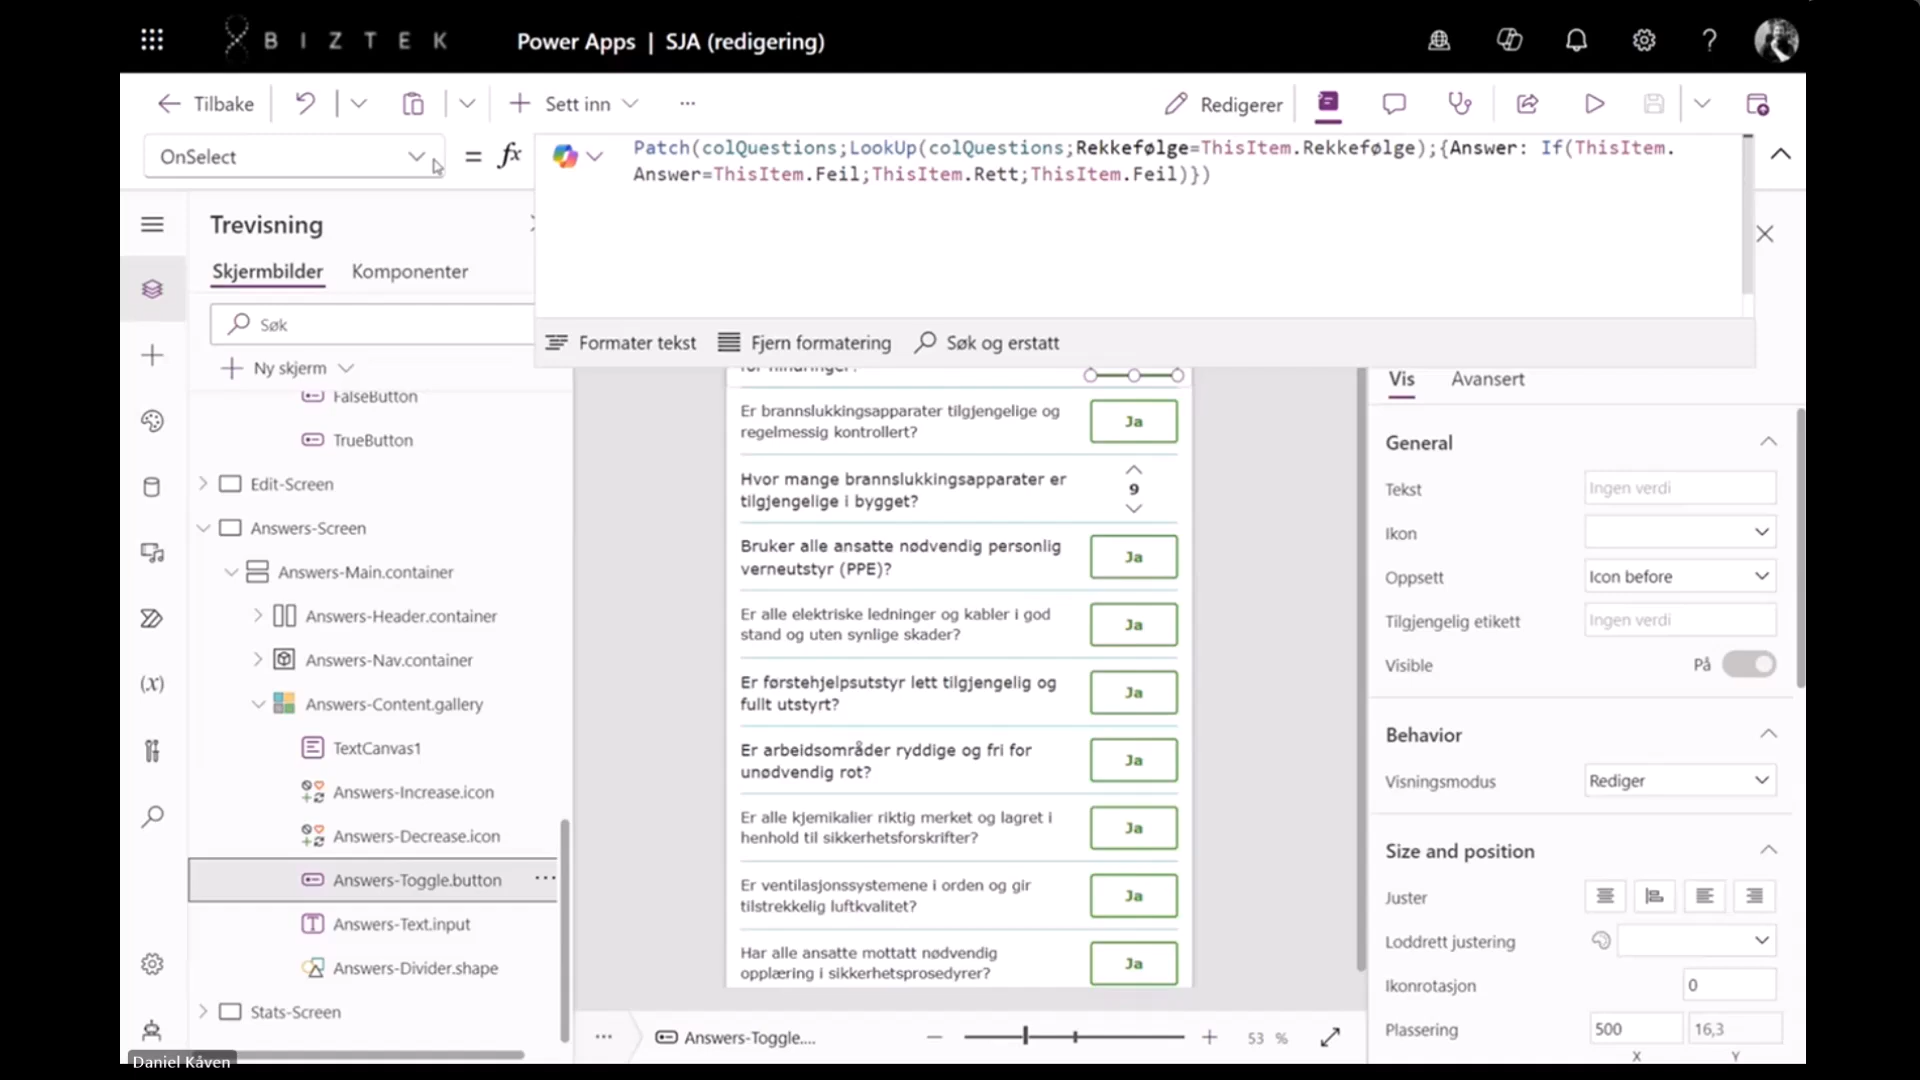 BIZTEK
Power Apps | SJA (redigering)
Tilbake
Sett inn
Redigerer
OnSelect
= fx
Patch(colQuestions;LookUp(colQuestions;Rekkefølge=ThisItem.Rekkefølge);{Answer: If(ThisItem.
Answer=ThisItem.Feil;ThisItem.Rett;ThisItem.Feil)})
Formater tekst
Fjern formatering
Søk og erstatt
Trevisning
Skjermbilder
Komponenter
Søk
Ny skjerm
FalseButton
TrueButton
Edit-Screen
Answers-Screen
Answers-Main.container
Answers-Header.container
Answers-Nav.container
Answers-Content.gallery
TextCanvas1
Answers-Increase.icon
Answers-Decrease.icon
Answers-Toggle.button
Answers-Text.input
Answers-Divider.shape
Stats-Screen
for hindringer?
Er brannslukkingsapparater tilgjengelige og
regelmessig kontrollert?
Ja
Hvor mange brannslukkingsapparater er
tilgjengelige i bygget?
9
Bruker alle ansatte nødvendig personlig
verneutstyr (PPE)?
Ja
Er alle elektriske ledninger og kabler i god
stand og uten synlige skader?
Ja
Er førstehjelpsutstyr lett tilgjengelig og
fullt utstyrt?
Ja
Er arbeidsområder ryddige og fri for
unødvendig rot?
Ja
Er alle kjemikalier riktig merket og lagret i
henhold til sikkerhetsforskrifter?
Ja
Er ventilasjonssystemene i orden og gir
tilstrekkelig luftkvalitet?
Ja
Har alle ansatte mottatt nødvendig
opplæring i sikkerhetsprosedyrer?
Ja
Answers-Toggle....
53 %
Vis
Avansert
General
Tekst
Ingen verdi
Ikon
Oppsett
Icon before
Tilgjengelig etikett
Ingen verdi
Visible
På
Behavior
Visningsmodus
Rediger
Size and position
Juster
Loddrett justering
Ikonrotasjon
0
Plassering
500
16,3
X
Y
Daniel Kåven